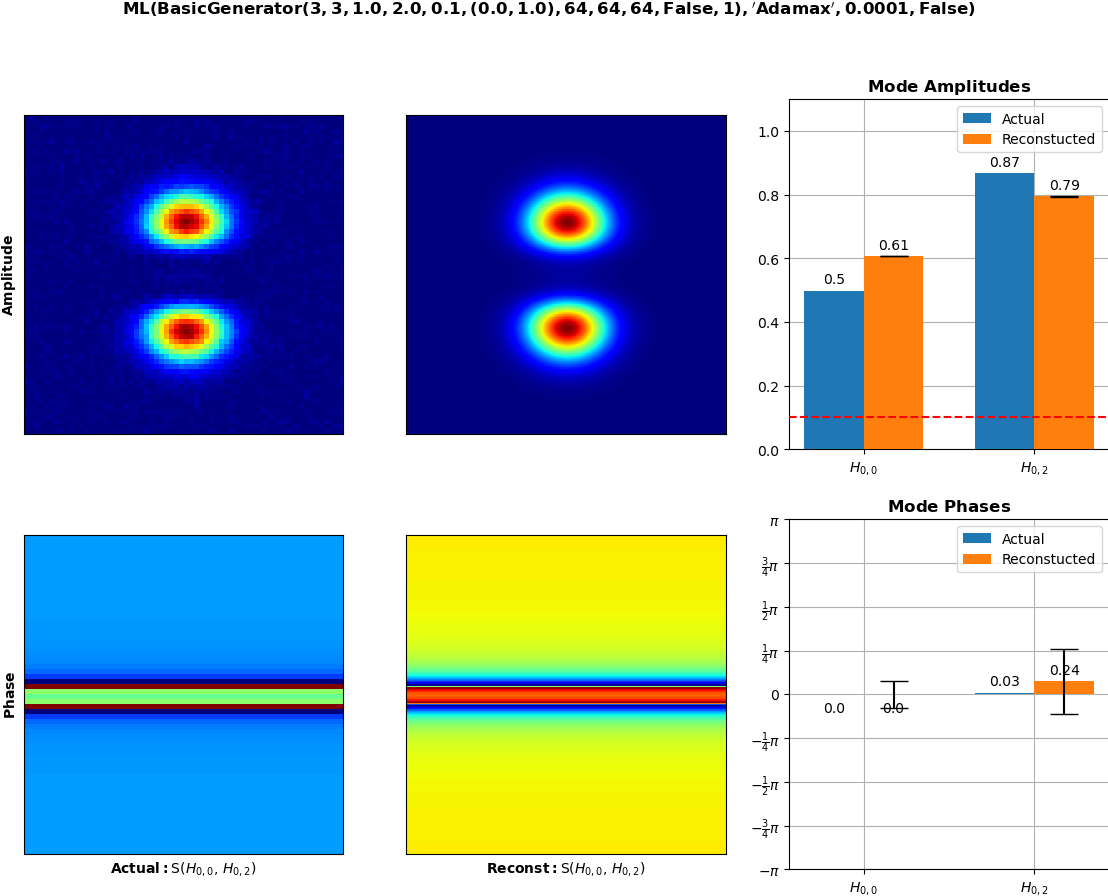 ML(BasicGenerator(3, 3, 1.0, 2.0, 0.1, (0.0, 1.0), 64, 64, 64, False, 1), ′Adamax′, 0.0001, False)
Amplitude
Mode Amplitudes
Actual
Reconstucted
1.0
0.8
0.6
0.4
0.2
0.0
0.5
0.61
0.87
0.79
H0,0
H0,2
Phase
Actual: S(H0,0, H0,2)
Reconst: S(H0,0, H0,2)
Mode Phases
Actual
Reconstucted
π
3/4π
1/2π
1/4π
0
−1/4π
−1/2π
−3/4π
−π
0.0
0.0
0.03
0.24
H0,0
H0,2